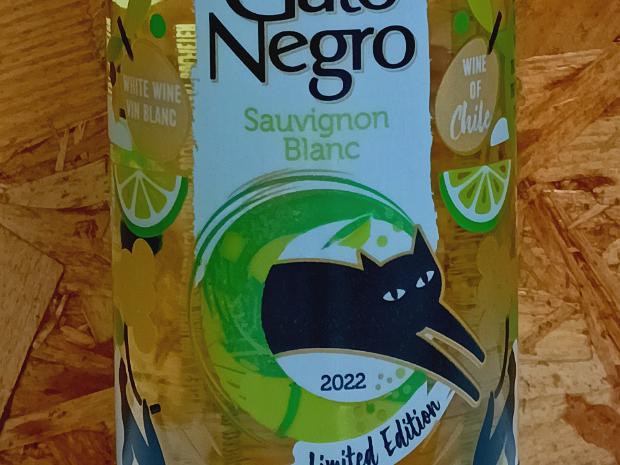 Gato
Negro
WHITE WINE
VIN BLANC
WINE
OF
Chile
Sauvignon
Blanc
2022
Limited Edition